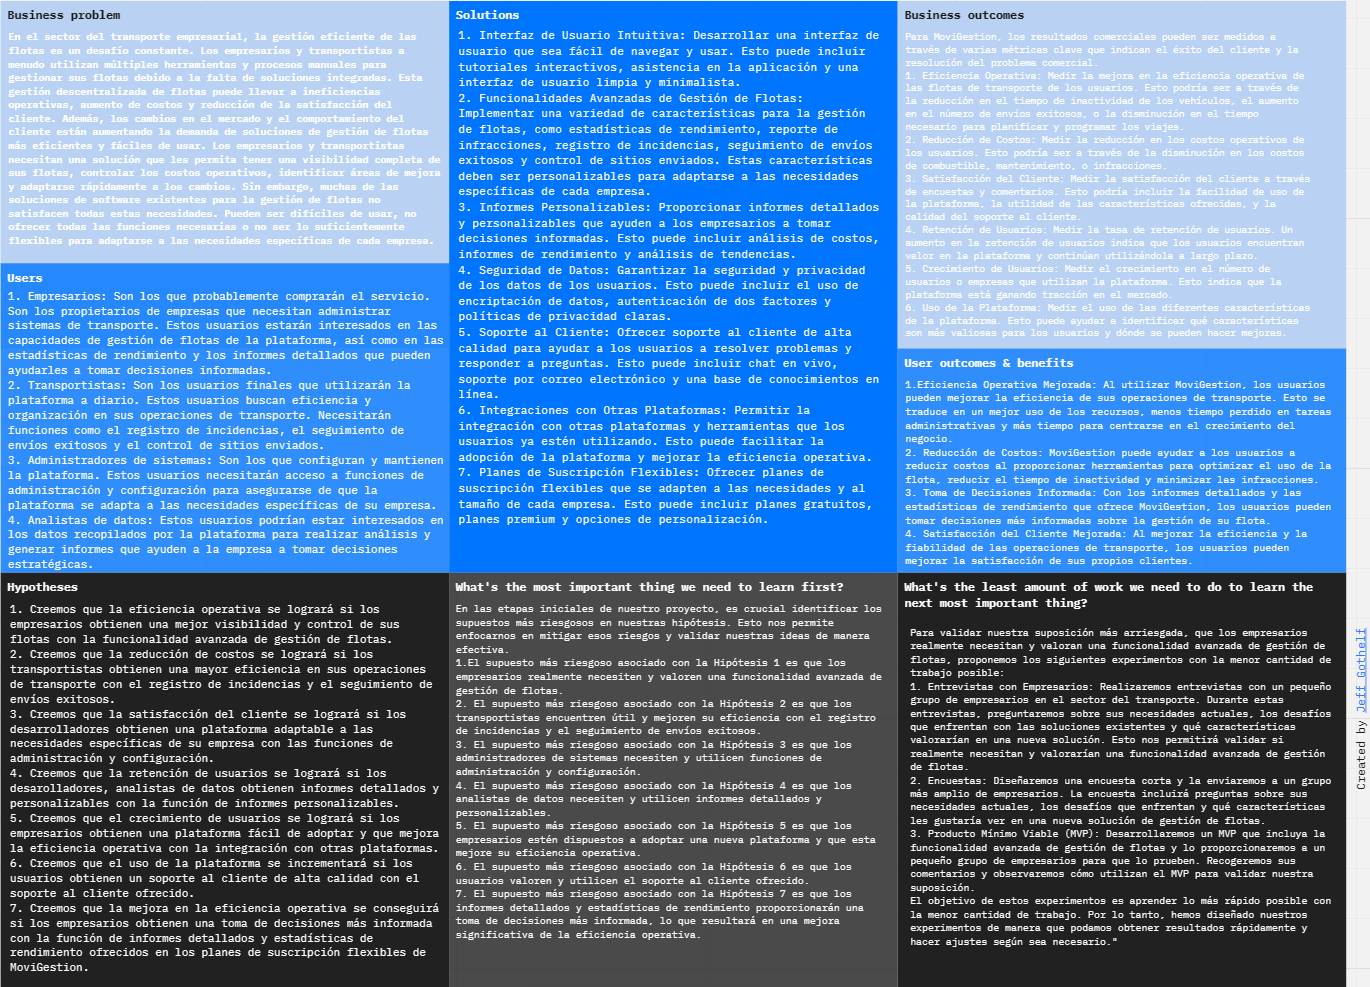 Business problem
En el sector del transporte empresarial, la gestión eficiente de las
flotas es un desafío constante. Los empresarios y transportistas a
menudo utilizan múltiples herramientas y procesos manuales para
gestionar sus flotas debido a la falta de soluciones integradas. Esta
gestión descentralizada de flotas puede llevar a ineficiencias
operativas, aumento de costos y reducción de la satisfacción del
cliente. Además, los cambios en el mercado y el comportamiento del
cliente están aumentando la demanda de soluciones de gestión de flotas
más eficientes y fáciles de usar. Los empresarios y transportistas
necesitan una solución que les permita tener una visibilidad completa de
sus flotas, controlar los costos operativos, identificar áreas de mejora
y adaptarse rápidamente a los cambios. Sin embargo, muchas de las
soluciones de software existentes para la gestión de flotas no
satisfacen todas estas necesidades. Pueden ser difíciles de usar, no
ofrecer todas las funciones necesarias o no ser lo suficientemente
flexibles para adaptarse a las necesidades específicas de cada empresa.
Users
1. Empresarios: Son los que probablemente comprarán el servicio.
Son los propietarios de empresas que necesitan administrar
sistemas de transporte. Estos usuarios estarán interesados en las
capacidades de gestión de flotas de la plataforma, así como en las
estadísticas de rendimiento y los informes detallados que pueden
ayudarles a tomar decisiones informadas.
2. Transportistas: Son los usuarios finales que utilizarán la
plataforma a diario. Estos usuarios buscan eficiencia y
organización en sus operaciones de transporte. Necesitarán
funciones como el registro de incidencias, el seguimiento de
envíos exitosos y el control de sitios enviados.
3. Administradores de sistemas: Son los que configuran y mantienen
la plataforma. Estos usuarios necesitarán acceso a funciones de
administración y configuración para asegurarse de que la
plataforma se adapta a las necesidades específicas de su empresa.
4. Analistas de datos: Estos usuarios podrían estar interesados en
los datos recopilados por la plataforma para realizar análisis y
generar informes que ayuden a la empresa a tomar decisiones
estratégicas.
Solutions
1. Interfaz de Usuario Intuitiva: Desarrollar una interfaz de
usuario que sea fácil de navegar y usar. Esto puede incluir
tutoriales interactivos, asistencia en la aplicación y una
interfaz de usuario limpia y minimalista.
2. Funcionalidades Avanzadas de Gestión de Flotas:
Implementar una variedad de características para la gestión
de flotas, como estadísticas de rendimiento, reporte de
infracciones, registro de incidencias, seguimiento de envíos
exitosos y control de sitios enviados. Estas características
deben ser personalizables para adaptarse a las necesidades
específicas de cada empresa.
3. Informes Personalizables: Proporcionar informes detallados
y personalizables que ayuden a los empresarios a tomar
decisiones informadas. Esto puede incluir análisis de costos,
informes de rendimiento y análisis de tendencias.
4. Seguridad de Datos: Garantizar la seguridad y privacidad
de los datos de los usuarios. Esto puede incluir el uso de
encriptación de datos, autenticación de dos factores y
políticas de privacidad claras.
5. Soporte al Cliente: Ofrecer soporte al cliente de alta
calidad para ayudar a los usuarios a resolver problemas y
responder a preguntas. Esto puede incluir chat en vivo,
soporte por correo electrónico y una base de conocimientos en
línea.
6. Integraciones con Otras Plataformas: Permitir la
integración con otras plataformas y herramientas que los
usuarios ya estén utilizando. Esto puede facilitar la
adopción de la plataforma y mejorar la eficiencia operativa.
7. Planes de Suscripción Flexibles: Ofrecer planes de
suscripción flexibles que se adapten a las necesidades y al
tamaño de cada empresa. Esto puede incluir planes gratuitos,
planes premium y opciones de personalización.
Business outcomes
Para MoviGestion, los resultados comerciales pueden ser medidos a
través de varias métricas clave que indican el éxito del cliente y la
resolución del problema comercial.
1. Eficiencia Operativa: Medir la mejora en la eficiencia operativa de
las flotas de transporte de los usuarios. Esto podría ser a través de
la reducción en el tiempo de inactividad de los vehículos, el aumento
en el número de envíos exitosos, o la disminución en el tiempo
necesario para planificar y programar los viajes.
2. Reducción de Costos: Medir la reducción en los costos operativos de
los usuarios. Esto podría ser a través de la disminución en los costos
de combustible, mantenimiento, o infracciones.
3. Satisfacción del Cliente: Medir la satisfacción del cliente a través
de encuestas y comentarios. Esto podría incluir la facilidad de uso de
la plataforma, la utilidad de las características ofrecidas, y la
calidad del soporte al cliente.
4. Retención de Usuarios: Medir la tasa de retención de usuarios. Un
aumento en la retención de usuarios indica que los usuarios encuentran
valor en la plataforma y continúan utilizándola a largo plazo.
5. Crecimiento de Usuarios: Medir el crecimiento en el número de
usuarios o empresas que utilizan la plataforma. Esto indica que la
plataforma está ganando tracción en el mercado.
6. Uso de la Plataforma: Medir el uso de las diferentes características
de la plataforma. Esto puede ayudar a identificar qué características
son más valiosas para los usuarios y dónde se pueden hacer mejoras.
User outcomes & benefits
1.Eficiencia Operativa Mejorada: Al utilizar MoviGestion, los usuarios
pueden mejorar la eficiencia de sus operaciones de transporte. Esto se
traduce en un mejor uso de los recursos, menos tiempo perdido en tareas
administrativas y más tiempo para centrarse en el crecimiento del
negocio.
2. Reducción de Costos: MoviGestion puede ayudar a los usuarios a
reducir costos al proporcionar herramientas para optimizar el uso de la
flota, reducir el tiempo de inactividad y minimizar las infracciones.
3. Toma de Decisiones Informada: Con los informes detallados y las
estadísticas de rendimiento que ofrece MoviGestion, los usuarios pueden
tomar decisiones más informadas sobre la gestión de su flota.
4. Satisfacción del Cliente Mejorada: Al mejorar la eficiencia y la
fiabilidad de las operaciones de transporte, los usuarios pueden
mejorar la satisfacción de sus propios clientes.
Hypotheses
1. Creemos que la eficiencia operativa se logrará si los
empresarios obtienen una mejor visibilidad y control de sus
flotas con la funcionalidad avanzada de gestión de flotas.
2. Creemos que la reducción de costos se logrará si los
transportistas obtienen una mayor eficiencia en sus operaciones
de transporte con el registro de incidencias y el seguimiento de
envíos exitosos.
3. Creemos que la satisfacción del cliente se logrará si los
desarrolladores obtienen una plataforma adaptable a las
necesidades específicas de su empresa con las funciones de
administración y configuración.
4. Creemos que la retención de usuarios se logrará si los
desarolladores, analistas de datos obtienen informes detallados y
personalizables con la función de informes personalizables.
5. Creemos que el crecimiento de usuarios se logrará si los
empresarios obtienen una plataforma fácil de adoptar y que mejora
la eficiencia operativa con la integración con otras plataformas.
6. Creemos que el uso de la plataforma se incrementará si los
usuarios obtienen un soporte al cliente de alta calidad con el
soporte al cliente ofrecido.
7. Creemos que la mejora en la eficiencia operativa se conseguirá
si los empresarios obtienen una toma de decisiones más informada
con la función de informes detallados y estadísticas de
rendimiento ofrecidos en los planes de suscripción flexibles de
MoviGestion.
What's the most important thing we need to learn first?
En las etapas iniciales de nuestro proyecto, es crucial identificar los
supuestos más riesgosos en nuestras hipótesis. Esto nos permite
enfocarnos en mitigar esos riesgos y validar nuestras ideas de manera
efectiva.
1.El supuesto más riesgoso asociado con la Hipótesis 1 es que los
empresarios realmente necesiten y valoren una funcionalidad avanzada de
gestión de flotas.
2. El supuesto más riesgoso asociado con la Hipótesis 2 es que los
transportistas encuentren útil y mejoren su eficiencia con el registro
de incidencias y el seguimiento de envíos exitosos.
3. El supuesto más riesgoso asociado con la Hipótesis 3 es que los
administradores de sistemas necesiten y utilicen funciones de
administración y configuración.
4. El supuesto más riesgoso asociado con la Hipótesis 4 es que los
analistas de datos necesiten y utilicen informes detallados y
personalizables.
5. El supuesto más riesgoso asociado con la Hipótesis 5 es que los
empresarios estén dispuestos a adoptar una nueva plataforma y que esta
mejore su eficiencia operativa.
6. El supuesto más riesgoso asociado con la Hipótesis 6 es que los
usuarios valoren y utilicen el soporte al cliente ofrecido.
7. El supuesto más riesgoso asociado con la Hipótesis 7 es que los
informes detallados y estadísticas de rendimiento proporcionarán una
toma de decisiones más informada, lo que resultará en una mejora
significativa de la eficiencia operativa.
What's the least amount of work we need to do to learn the
next most important thing?
Para validar nuestra suposición más arriesgada, que los empresarios
realmente necesitan y valoran una funcionalidad avanzada de gestión de
flotas, proponemos los siguientes experimentos con la menor cantidad de
trabajo posible:
1. Entrevistas con Empresarios: Realizaremos entrevistas con un pequeño
grupo de empresarios en el sector del transporte. Durante estas
entrevistas, preguntaremos sobre sus necesidades actuales, los desafíos
que enfrentan con las soluciones existentes y qué características
valorarían en una nueva solución. Esto nos permitirá validar si
realmente necesitan y valorarían una funcionalidad avanzada de gestión
de flotas.
2. Encuestas: Diseñaremos una encuesta corta y la enviaremos a un grupo
más amplio de empresarios. La encuesta incluirá preguntas sobre sus
necesidades actuales, los desafíos que enfrentan y qué características
les gustaría ver en una nueva solución de gestión de flotas.
3. Producto Mínimo Viable (MVP): Desarrollaremos un MVP que incluya la
funcionalidad avanzada de gestión de flotas y lo proporcionaremos a un
pequeño grupo de empresarios para que lo prueben. Recogeremos sus
comentarios y observaremos cómo utilizan el MVP para validar nuestra
suposición.
El objetivo de estos experimentos es aprender lo más rápido posible con
la menor cantidad de trabajo. Por lo tanto, hemos diseñado nuestros
experimentos de manera que podamos obtener resultados rápidamente y
hacer ajustes según sea necesario."
Created by Jeff Gothelf